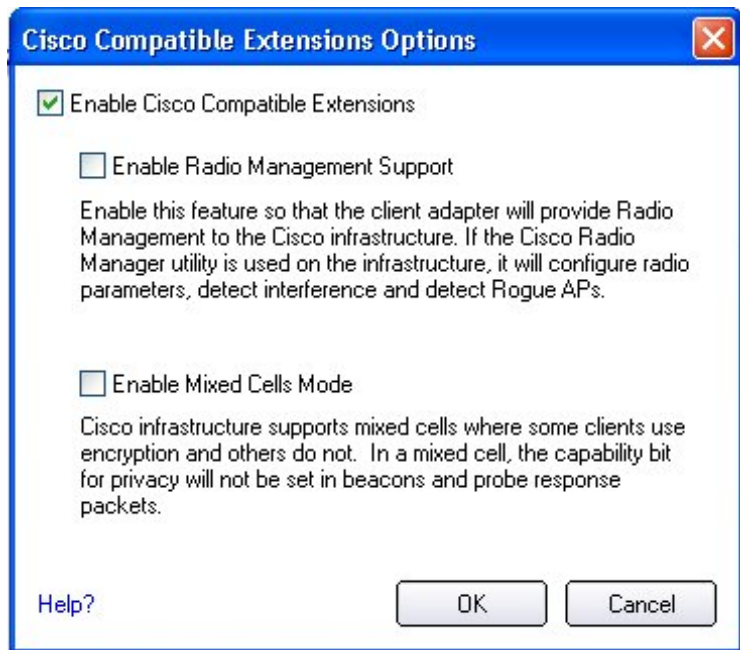 Cisco Compatible Extensions Options
Enable Cisco Compatible Extensions
Enable Radio Management Support
Enable this feature so that the client adapter will provide Radio
Management to the Cisco infrastructure. If the Cisco Radio
Manager utility is used on the infrastructure, it will configure radio
parameters, detect interference and detect Rogue APs.
Enable Mixed Cells Mode
Cisco infrastructure supports mixed cells where some clients use
encryption and others do not.  In a mixed cell, the capability bit
for privacy will not be set in beacons and probe response
packets.
Help?
OK
Cancel